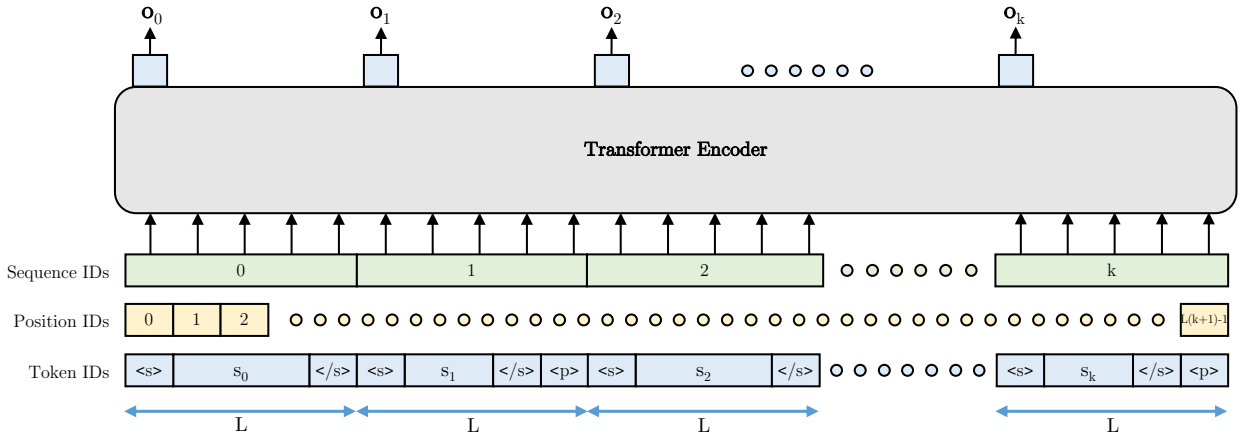 o0 o1 o2 ok
Transformer Encoder
Sequence IDs 0 1 2 k
Position IDs 0 1 2 L(k+1)-1
Token IDs <s> s0 </s> <s> s1 </s> <p> <s> s2 </s> <s> sk </s> <p>
L L L L